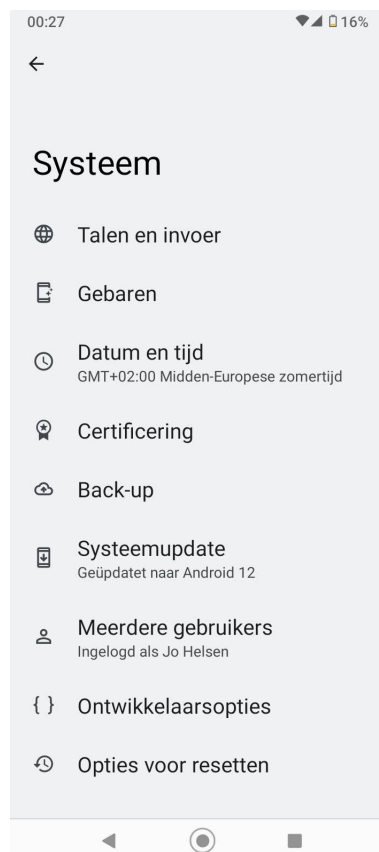 00:27
16%
Systeem
Talen en invoer
Gebaren
Datum en tijd
GMT+02:00 Midden-Europese zomertijd
Certificering
Back-up
Systeemupdate
Geüpdatet naar Android 12
Meerdere gebruikers
Ingelogd als Jo Helsen
{ } Ontwikkelaarsopties
Opties voor resetten